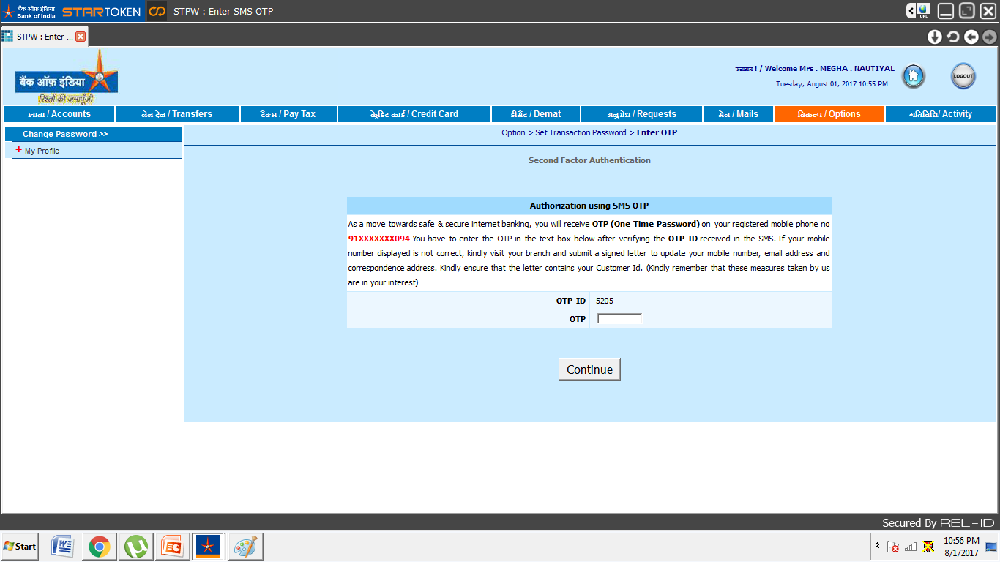 बैंक ऑफ़ इंडिया
Bank of India
STAR TOKEN
STPW : Enter SMS OTP
URL
STPW : Enter ...
बैंक ऑफ़ इंडिया
रिश्तों की जमापूँजी
स्वागत ! / Welcome Mrs . MEGHA . NAUTIYAL
Tuesday, August 01, 2017 10:55 PM
LOGOUT
खाता / Accounts
लेन देन / Transfers
टैक्स / Pay Tax
क्रेडिट कार्ड / Credit Card
डीमैट / Demat
अनुरोध / Requests
मेल / Mails
विकल्प / Options
गतिविधि/ Activity
Change Password >>
My Profile
Option > Set Transaction Password > Enter OTP
Second Factor Authentication
Authorization using SMS OTP
As a move towards safe & secure internet banking, you will receive OTP (One Time Password) on your registered mobile phone no
91XXXXXXX094 You have to enter the OTP in the text box below after verifying the OTP-ID received in the SMS. If your mobile
number displayed is not correct, kindly visit your branch and submit a signed letter to update your mobile number, email address and
correspondence address. Kindly ensure that the letter contains your Customer Id. (Kindly remember that these measures taken by us
are in your interest)
OTP-ID 5205
OTP
Continue
Secured By REL-ID
Start
10:56 PM
8/1/2017